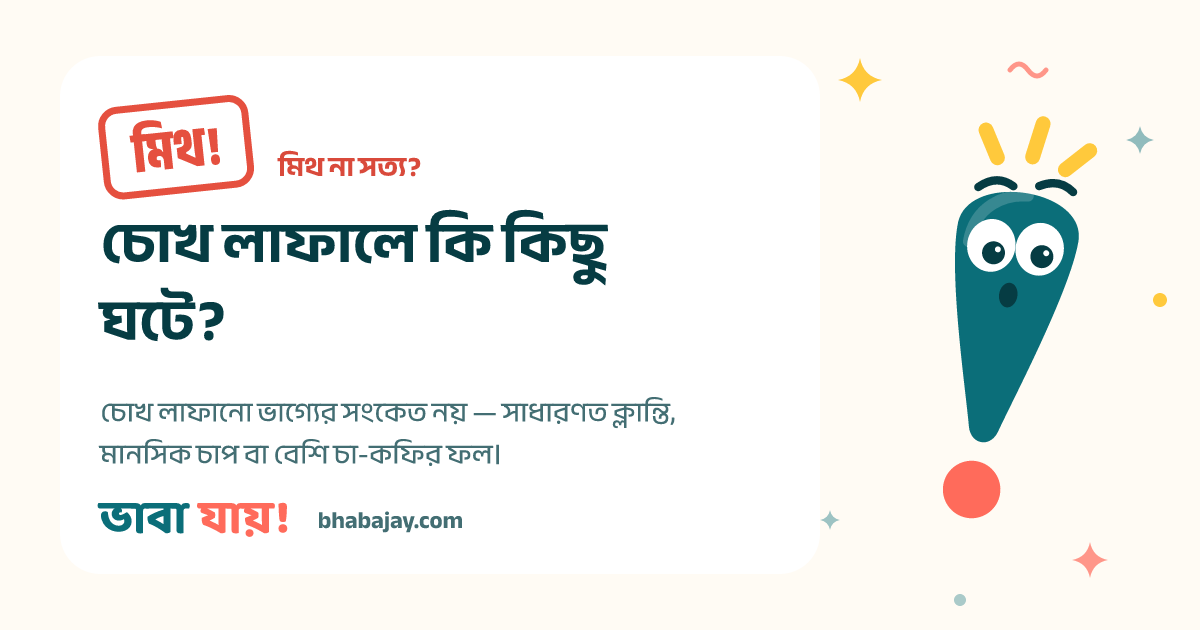 মিথ!
মিথ না সত্য?
চোখ লাফালে কি কিছু
ঘটে?
চোখ লাফানো ভাগ্যের সংকেত নয় — সাধারণত ক্লান্তি,
মানসিক চাপ বা বেশি চা-কফির ফল।
ভাবা যায়! bhabajay.com